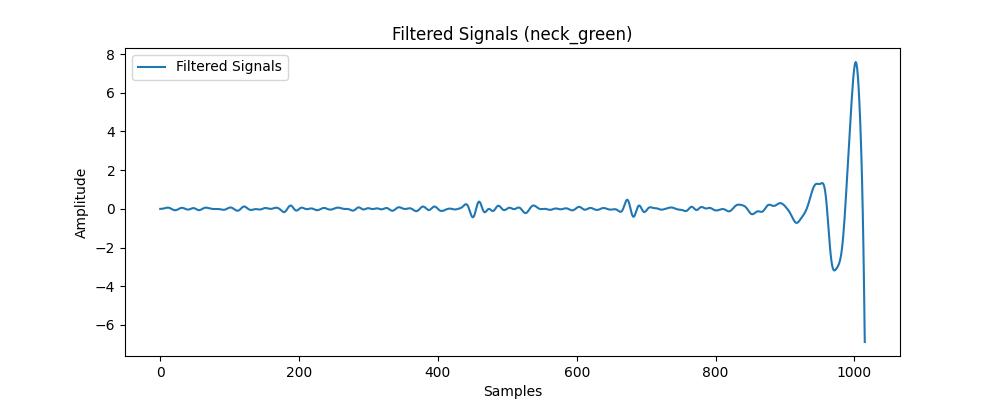 Filtered Signals (neck_green)
Filtered Signals
8
6
4
2
0
−2
−4
−6
Amplitude
0 200 400 600 800 1000
Samples